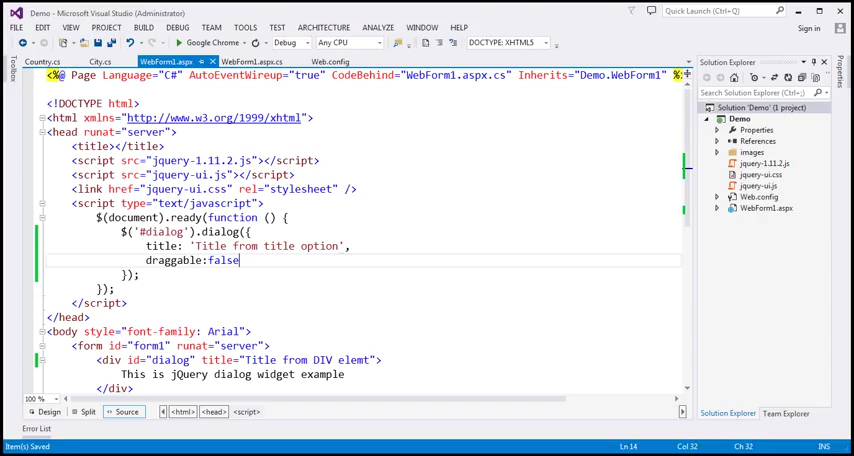 Demo - Microsoft Visual Studio (Administrator)
Quick Launch (Ctrl+Q)
FILE EDIT VIEW PROJECT BUILD DEBUG TEAM TOOLS TEST ARCHITECTURE ANALYZE WINDOW HELP
Sign in
Google Chrome Debug Any CPU DOCTYPE: XHTML5
Country.cs City.cs WebForm1.aspx WebForm1.aspx.cs Web.config
Toolbox
<%@ Page Language="C#" AutoEventWireup="true" CodeBehind="WebForm1.aspx.cs" Inherits="Demo.WebForm1" %>
<!DOCTYPE html>
<html xmlns="http://www.w3.org/1999/xhtml">
<head runat="server">
<title></title>
<script src="jquery-1.11.2.js"></script>
<script src="jquery-ui.js"></script>
<link href="jquery-ui.css" rel="stylesheet" />
<script type="text/javascript">
$(document).ready(function () {
$('#dialog').dialog({
title: 'Title from title option',
draggable:false
});
});
</script>
</head>
<body style="font-family: Arial">
<form id="form1" runat="server">
<div id="dialog" title="Title from DIV elemt">
This is jQuery dialog widget example
</div>
100 %
Design Split Source <html> <head> <script>
Error List
Item(s) Saved Ln 14 Col 32 Ch 32 INS
Solution Explorer
Search Solution Explorer (Ctrl+;)
Solution 'Demo' (1 project)
Demo
Properties
References
images
jquery-1.11.2.js
jquery-ui.css
jquery-ui.js
Web.config
WebForm1.aspx
Solution Explorer Team Explorer
Properties